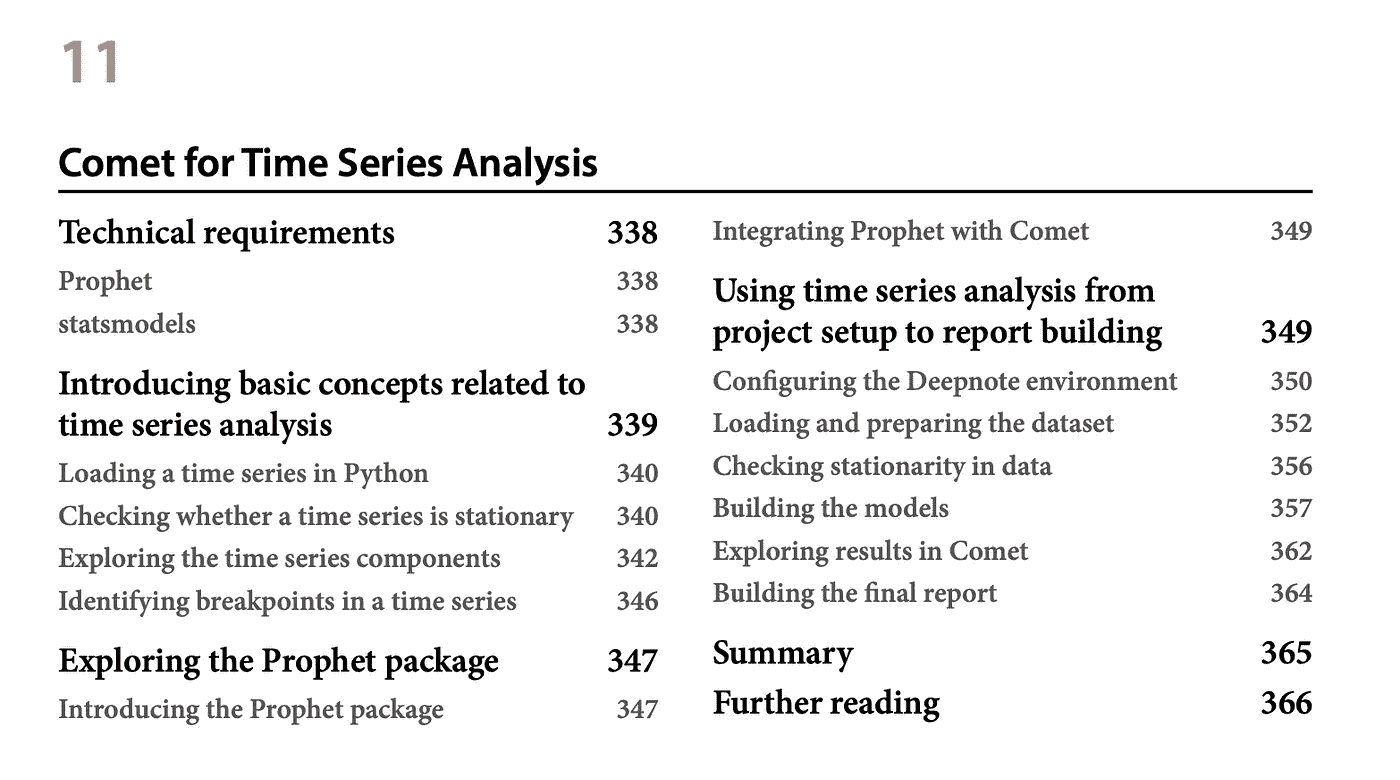 11
Comet for Time Series Analysis
Technical requirements 338
Prophet 338
statsmodels 338
Introducing basic concepts related to
time series analysis 339
Loading a time series in Python 340
Checking whether a time series is stationary 340
Exploring the time series components 342
Identifying breakpoints in a time series 346
Exploring the Prophet package 347
Introducing the Prophet package 347
Integrating Prophet with Comet 349
Using time series analysis from
project setup to report building 349
Configuring the Deepnote environment 350
Loading and preparing the dataset 352
Checking stationarity in data 356
Building the models 357
Exploring results in Comet 362
Building the final report 364
Summary 365
Further reading 366